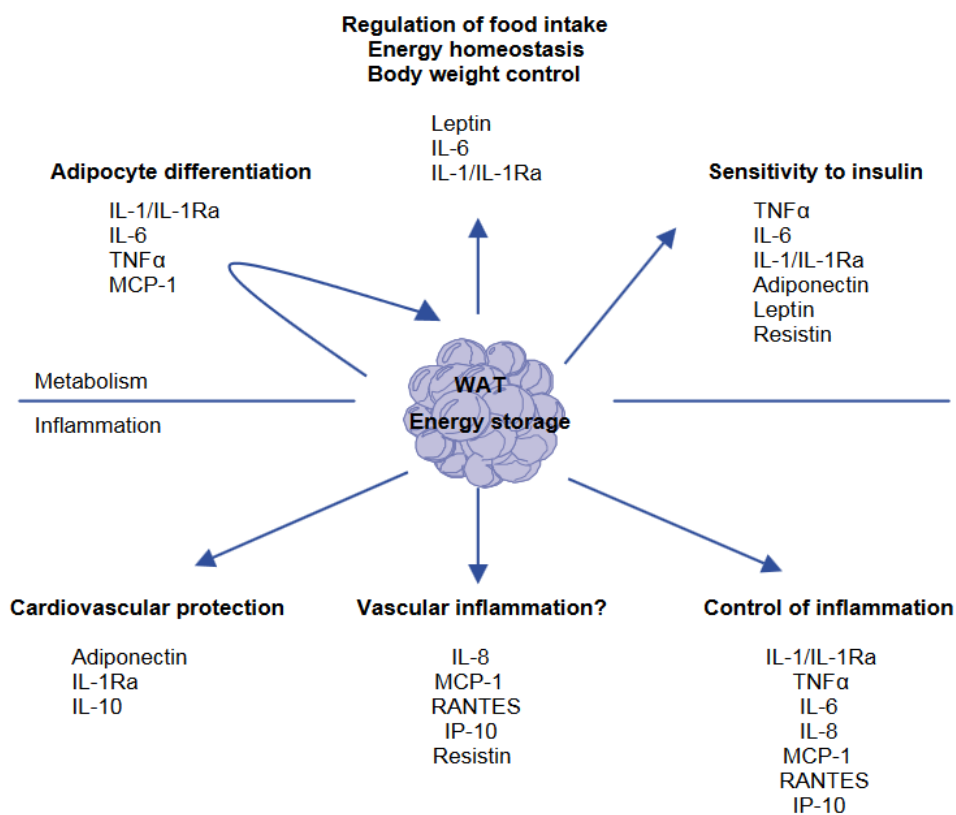 Regulation of food intake
Energy homeostasis
Body weight control
Leptin
IL-6
IL-1/IL-1Ra
Adipocyte differentiation
IL-1/IL-1Ra
IL-6
TNFα
MCP-1
Sensitivity to insulin
TNFα
IL-6
IL-1/IL-1Ra
Adiponectin
Leptin
Resistin
Metabolism
Inflammation
WAT
Energy storage
Cardiovascular protection
Adiponectin
IL-1Ra
IL-10
Vascular inflammation?
IL-8
MCP-1
RANTES
IP-10
Resistin
Control of inflammation
IL-1/IL-1Ra
TNFα
IL-6
IL-8
MCP-1
RANTES
IP-10